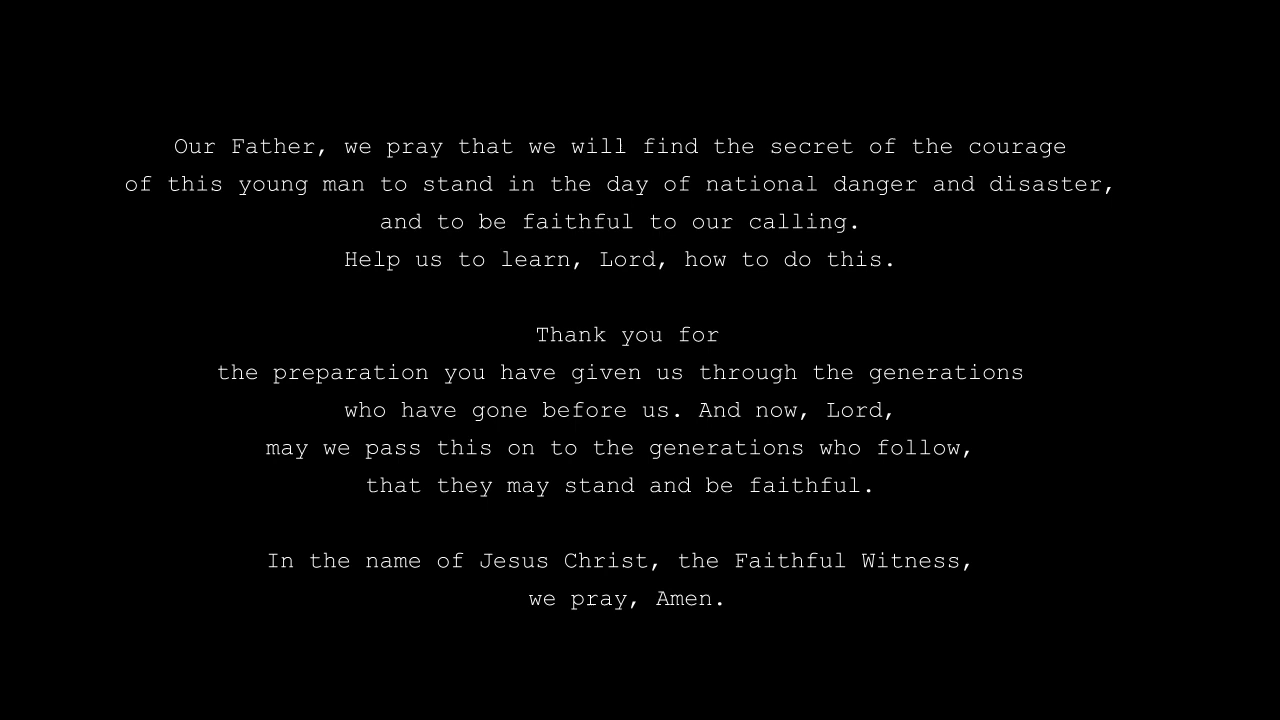 Our Father, we pray that we will find the secret of the courage
of this young man to stand in the day of national danger and disaster,
and to be faithful to our calling.
Help us to learn, Lord, how to do this.
Thank you for
the preparation you have given us through the generations
who have gone before us. And now, Lord,
may we pass this on to the generations who follow,
that they may stand and be faithful.
In the name of Jesus Christ, the Faithful Witness,
we pray, Amen.